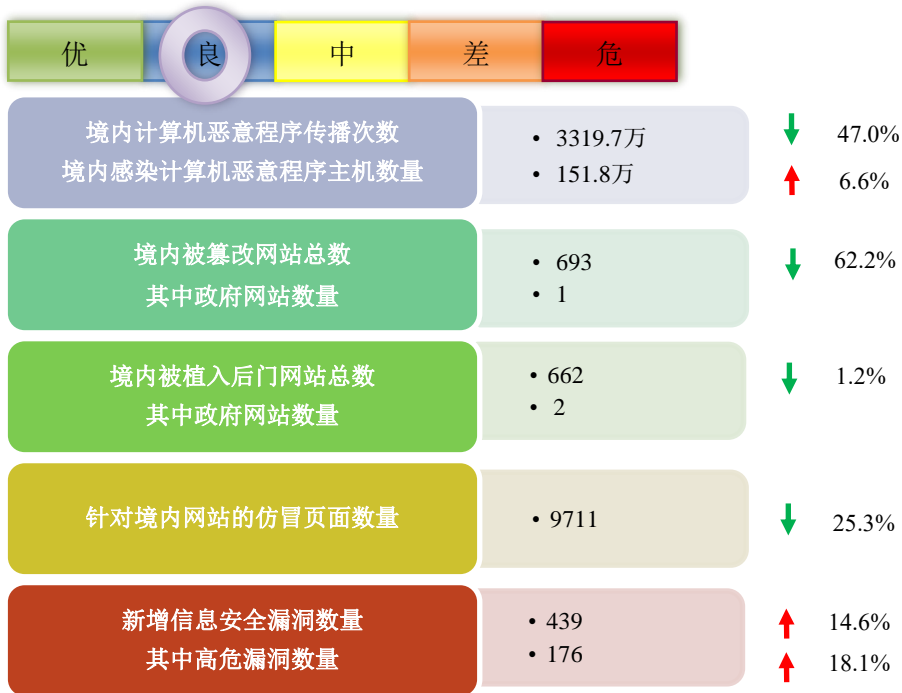 优 良 中 差 危
境内计算机恶意程序传播次数 • 3319.7万 47.0%
境内感染计算机恶意程序主机数量 • 151.8万 6.6%
境内被篡改网站总数 • 693 62.2%
其中政府网站数量 • 1
境内被植入后门网站总数 • 662 1.2%
其中政府网站数量 • 2
针对境内网站的仿冒页面数量 • 9711 25.3%
新增信息安全漏洞数量 • 439 14.6%
其中高危漏洞数量 • 176 18.1%